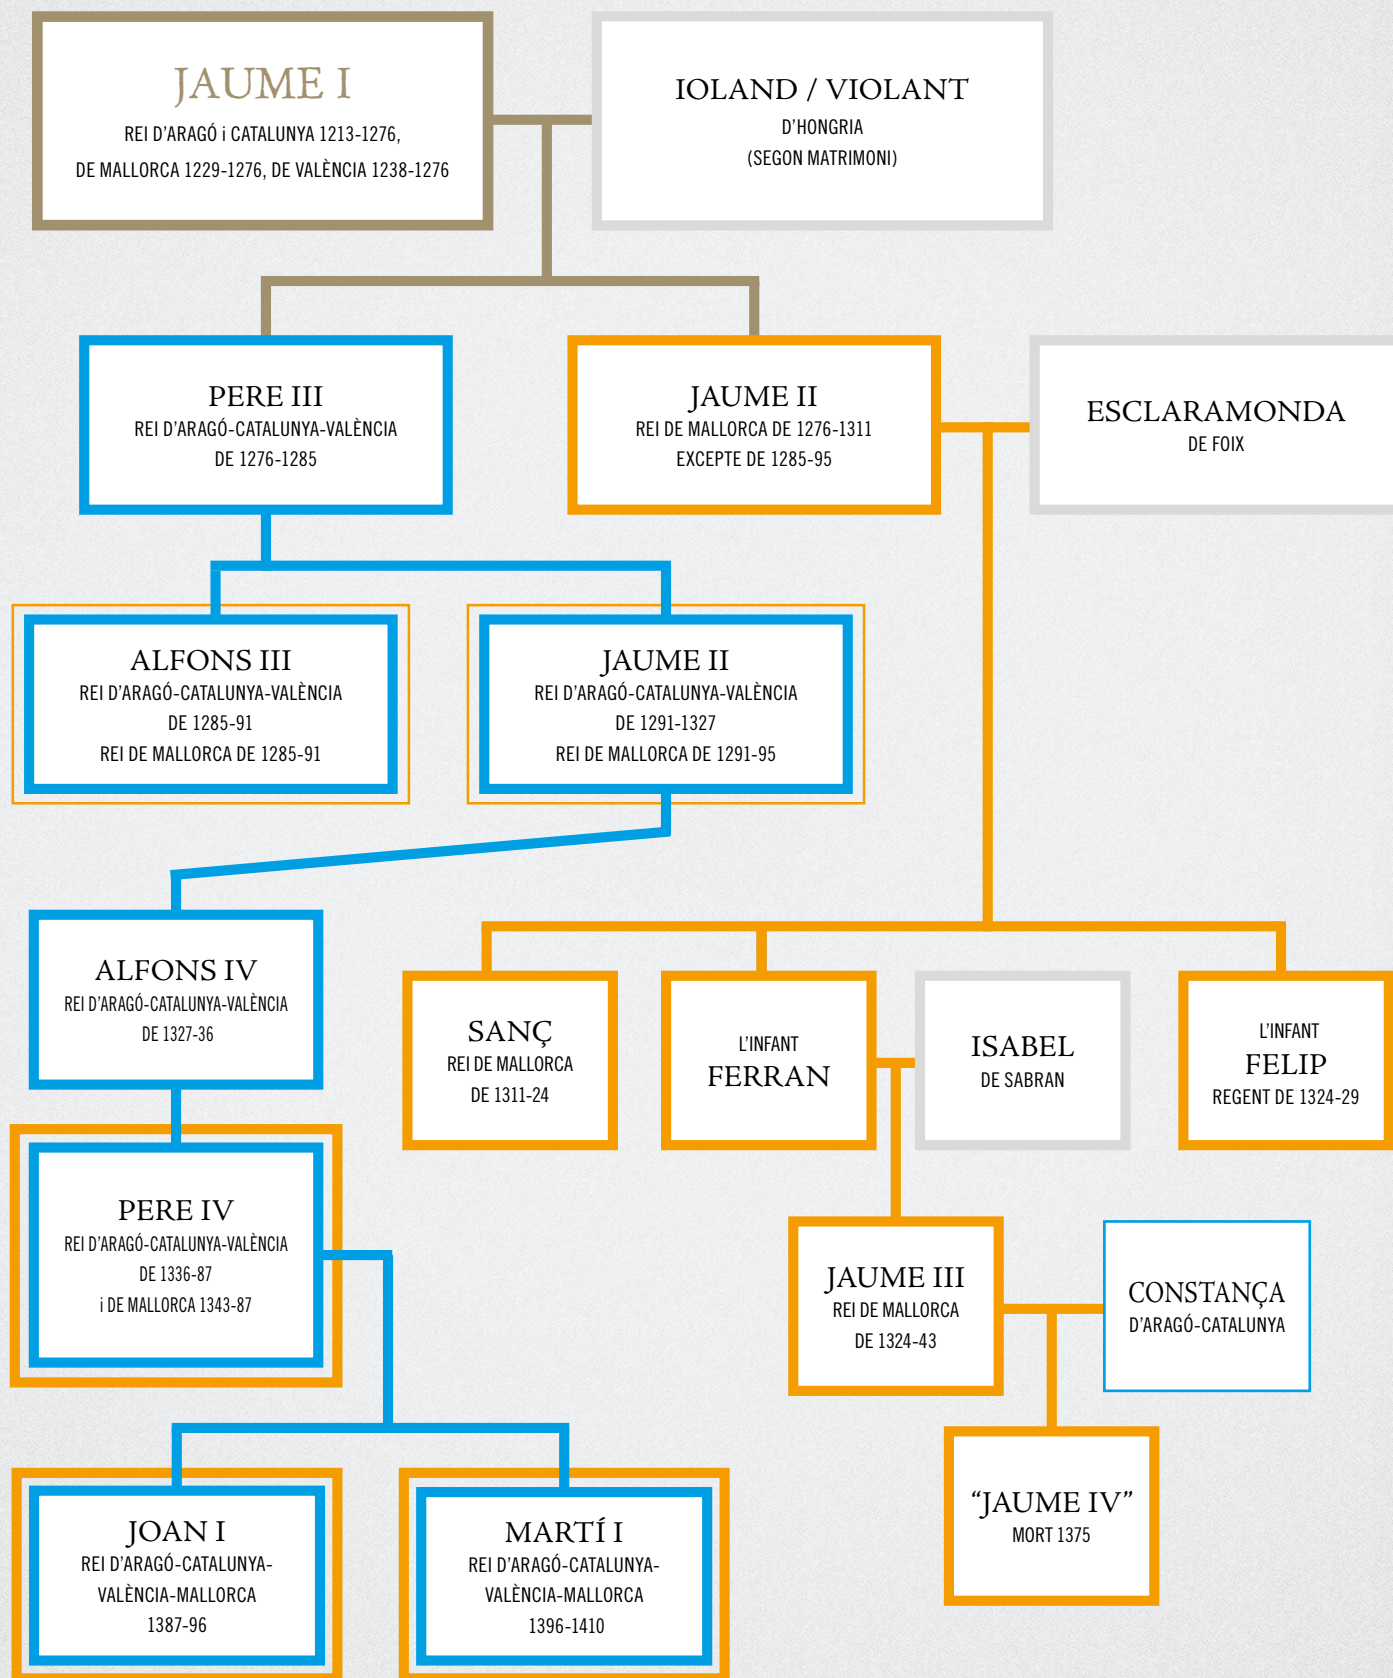 JAUME I
REI D'ARAGÓ i CATALUNYA 1213-1276,
DE MALLORCA 1229-1276, DE VALÈNCIA 1238-1276
IOLAND / VIOLANT
D'HONGRIA
(SEGON MATRIMONI)
PERE III
REI D'ARAGÓ-CATALUNYA-VALÈNCIA
DE 1276-1285
JAUME II
REI DE MALLORCA DE 1276-1311
EXCEPTE DE 1285-95
ESCLARAMONDA
DE FOIX
ALFONS III
REI D'ARAGÓ-CATALUNYA-VALÈNCIA
DE 1285-91
REI DE MALLORCA DE 1285-91
JAUME II
REI D'ARAGÓ-CATALUNYA-VALÈNCIA
DE 1291-1327
REI DE MALLORCA DE 1291-95
ALFONS IV
REI D'ARAGÓ-CATALUNYA-VALÈNCIA
DE 1327-36
SANÇ
REI DE MALLORCA
DE 1311-24
L'INFANT
FERRAN
ISABEL
DE SABRAN
L'INFANT
FELIP
REGENT DE 1324-29
PERE IV
REI D'ARAGÓ-CATALUNYA-VALÈNCIA
DE 1336-87
i DE MALLORCA 1343-87
JAUME III
REI DE MALLORCA
DE 1324-43
CONSTANÇA
D'ARAGÓ-CATALUNYA
JOAN I
REI D'ARAGÓ-CATALUNYA-
VALÈNCIA-MALLORCA
1387-96
MARTÍ I
REI D'ARAGÓ-CATALUNYA-
VALÈNCIA-MALLORCA
1396-1410
“JAUME IV”
MORT 1375